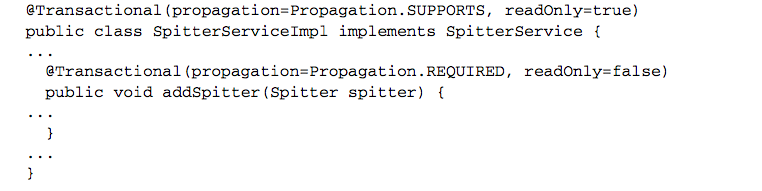 @Transactional(propagation=Propagation.SUPPORTS, readOnly=true)
public class SpitterServiceImpl implements SpitterService {
...
@Transactional(propagation=Propagation.REQUIRED, readOnly=false)
public void addSpitter(Spitter spitter) {
...
}
...
}